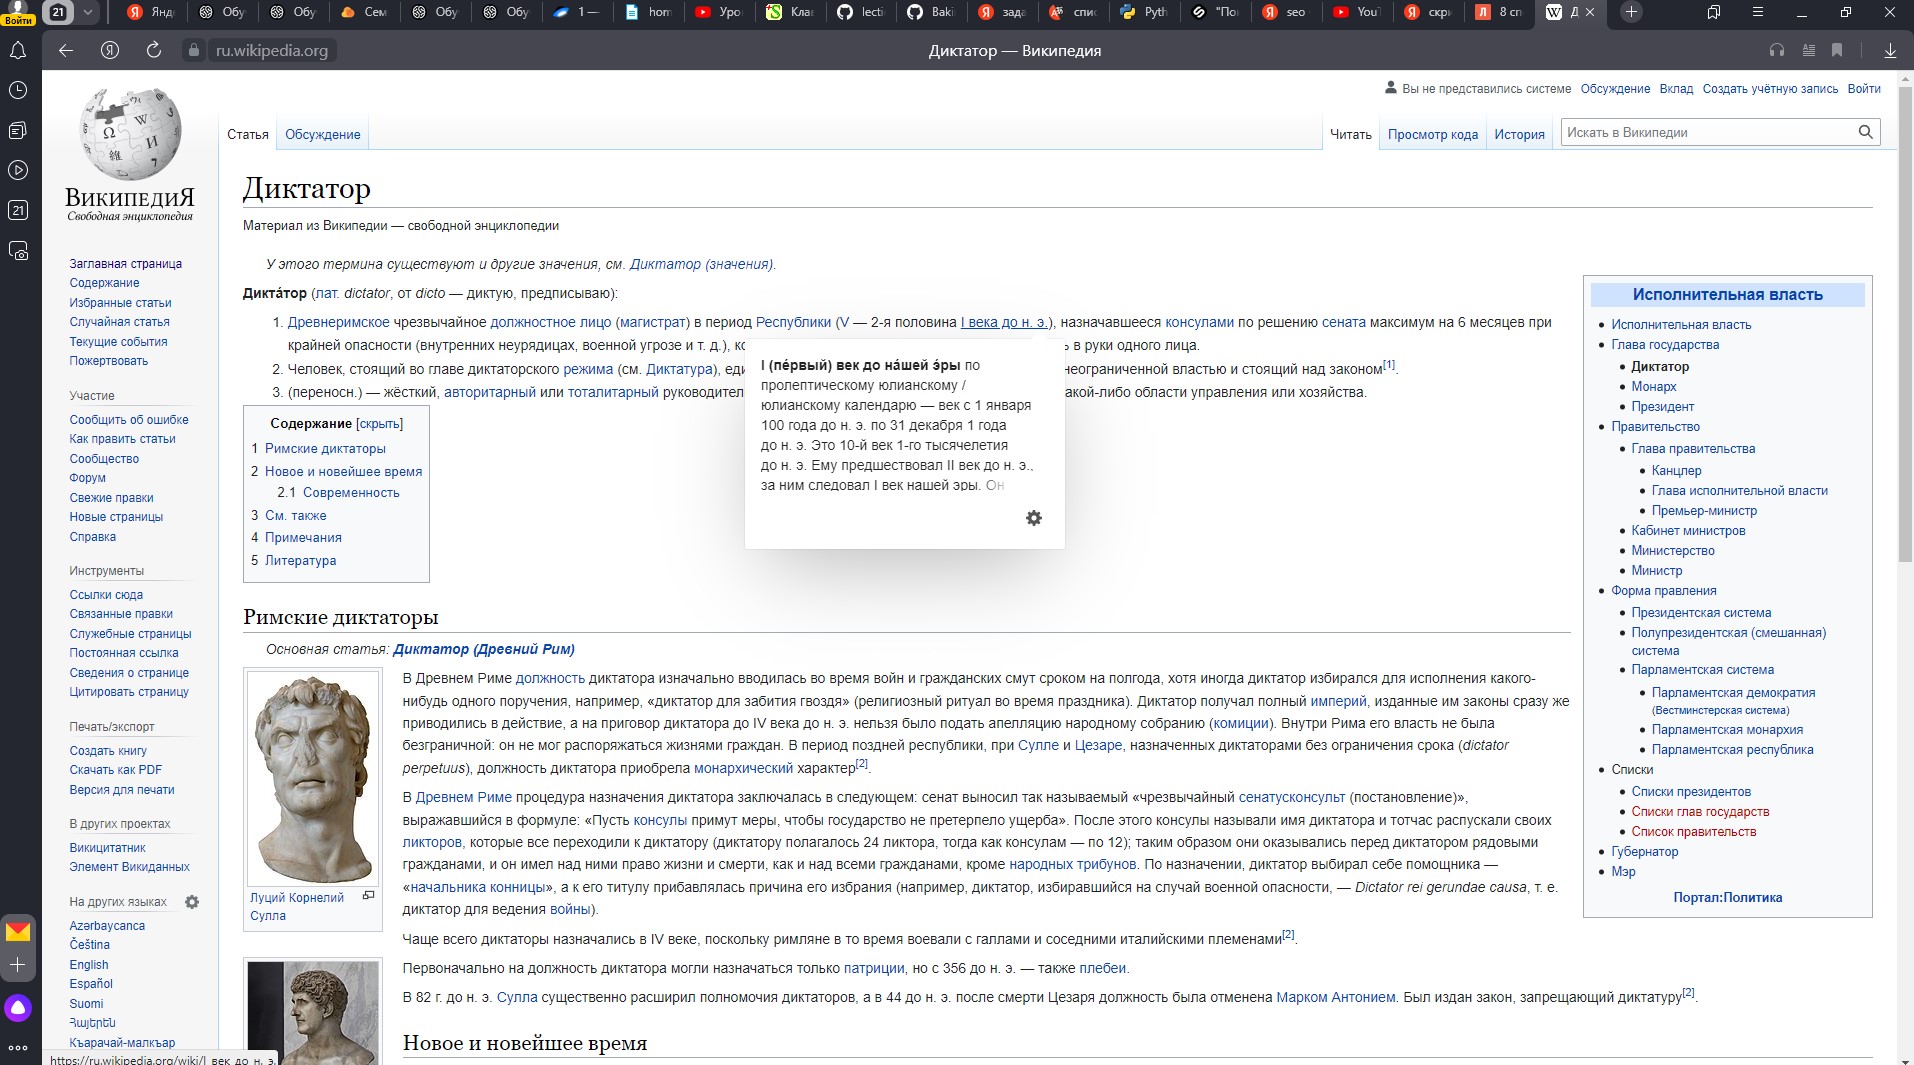 21
Янд
Обу
Обу
Сем
Обу
Обу
1 —
hom
Уро
Кла
lecti
Baki
зада
спис
Pyth
"По
seo
YouT
скри
8 сп
Д
Войти
ru.wikipedia.org
Диктатор — Википедия
21
Вы не представились системе Обсуждение Вклад Создать учётную запись Войти
Статья Обсуждение
Читать Просмотр кода История
Искать в Википедии
ВикипедиЯ
Свободная энциклопедия
Заглавная страница
Содержание
Избранные статьи
Случайная статья
Текущие события
Пожертвовать
Участие
Сообщить об ошибке
Как править статьи
Сообщество
Форум
Свежие правки
Новые страницы
Справка
Инструменты
Ссылки сюда
Связанные правки
Служебные страницы
Постоянная ссылка
Сведения о странице
Цитировать страницу
Печать/экспорт
Создать книгу
Скачать как PDF
Версия для печати
В других проектах
Викицитатник
Элемент Викиданных
На других языках
Azərbaycanca
Čeština
English
Español
Suomi
Հայերեն
Къарачай-малкъар
https://ru.wikipedia.org/wiki/I_век_до_н._э.
Диктатор
Материал из Википедии — свободной энциклопедии
У этого термина существуют и другие значения, см. Диктатор (значения).
Дикта́тор (лат. dictator, от dicto — диктую, предписываю):
1. Древнеримское чрезвычайное должностное лицо (магистрат) в период Республики (V — 2-я половина I века до н. э.), назначавшееся консулами по решению сената максимум на 6 месяцев при
крайней опасности (внутренних неурядицах, военной угрозе и т. д.), в руки одного лица.
2. Человек, стоящий во главе диктаторского режима (см. Диктатура), неограниченной властью и стоящий над законом[1].
3. (переносн.) — жёсткий, авторитарный или тоталитарный руководител акой-либо области управления или хозяйства.
I (пе́рвый) век до на́шей э́ры по
пролептическому юлианскому /
юлианскому календарю — век с 1 января
100 года до н. э. по 31 декабря 1 года
до н. э. Это 10-й век 1-го тысячелетия
до н. э. Ему предшествовал II век до н. э.,
за ним следовал I век нашей эры. Он
Содержание [скрыть]
1 Римские диктаторы
2 Новое и новейшее время
2.1 Современность
3 См. также
4 Примечания
5 Литература
Римские диктаторы
Основная статья: Диктатор (Древний Рим)
Луций Корнелий
Сулла
В Древнем Риме должность диктатора изначально вводилась во время войн и гражданских смут сроком на полгода, хотя иногда диктатор избирался для исполнения какого-
нибудь одного поручения, например, «диктатор для забития гвоздя» (религиозный ритуал во время праздника). Диктатор получал полный империй, изданные им законы сразу же
приводились в действие, а на приговор диктатора до IV века до н. э. нельзя было подать апелляцию народному собранию (комиции). Внутри Рима его власть не была
безграничной: он не мог распоряжаться жизнями граждан. В период поздней республики, при Сулле и Цезаре, назначенных диктаторами без ограничения срока (dictator
perpetuus), должность диктатора приобрела монархический характер[2].
В Древнем Риме процедура назначения диктатора заключалась в следующем: сенат выносил так называемый «чрезвычайный сенатусконсульт (постановление)»,
выражавшийся в формуле: «Пусть консулы примут меры, чтобы государство не претерпело ущерба». После этого консулы называли имя диктатора и тотчас распускали своих
ликторов, которые все переходили к диктатору (диктатору полагалось 24 ликтора, тогда как консулам — по 12); таким образом они оказывались перед диктатором рядовыми
гражданами, и он имел над ними право жизни и смерти, как и над всеми гражданами, кроме народных трибунов. По назначении, диктатор выбирал себе помощника —
«начальника конницы», а к его титулу прибавлялась причина его избрания (например, диктатор, избиравшийся на случай военной опасности, — Dictator rei gerundae causa, т. е.
диктатор для ведения войны).
Чаще всего диктаторы назначались в IV веке, поскольку римляне в то время воевали с галлами и соседними италийскими племенами[2].
Первоначально на должность диктатора могли назначаться только патриции, но с 356 до н. э. — также плебеи.
В 82 г. до н. э. Сулла существенно расширил полномочия диктаторов, а в 44 до н. э. после смерти Цезаря должность была отменена Марком Антонием. Был издан закон, запрещающий диктатуру[2].
Новое и новейшее время
Исполнительная власть
Исполнительная власть
Глава государства
Диктатор
Монарх
Президент
Правительство
Глава правительства
Канцлер
Глава исполнительной власти
Премьер-министр
Кабинет министров
Министерство
Министр
Форма правления
Президентская система
Полупрезидентская (смешанная)
система
Парламентская система
Парламентская демократия
(Вестминстерская система)
Парламентская монархия
Парламентская республика
Списки
Списки президентов
Списки глав государств
Список правительств
Губернатор
Мэр
Портал:Политика